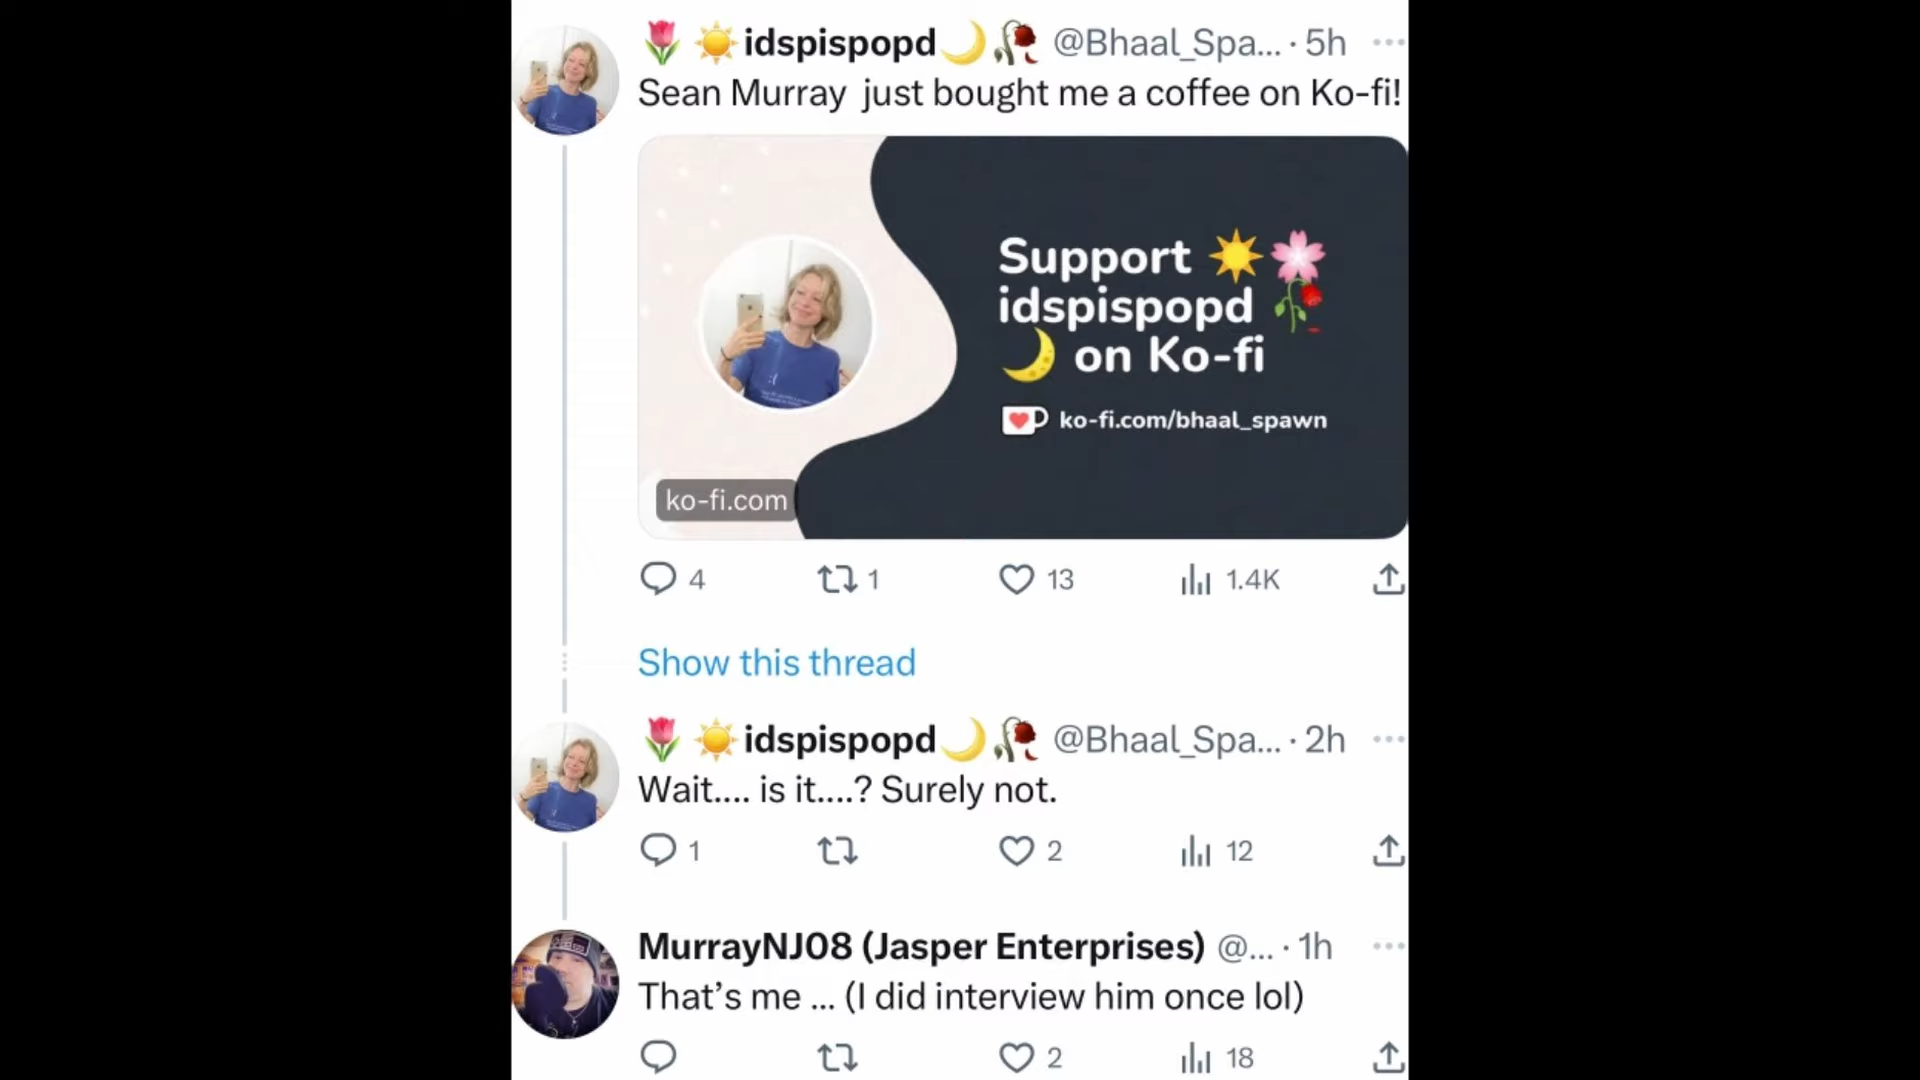 🌷☀️idspispopd🌙🥀 @Bhaal_Spa... · 5h
Sean Murray just bought me a coffee on Ko-fi!
Support ☀️🌸
idspispopd 🥀
🌙 on Ko-fi
ko-fi.com/bhaal_spawn
ko-fi.com
4 1 13 1.4K
Show this thread
🌷☀️idspispopd🌙🥀 @Bhaal_Spa... · 2h
Wait.... is it....? Surely not.
1 2 12
MurrayNJ08 (Jasper Enterprises) @... · 1h
That’s me ... (I did interview him once lol)
2 18